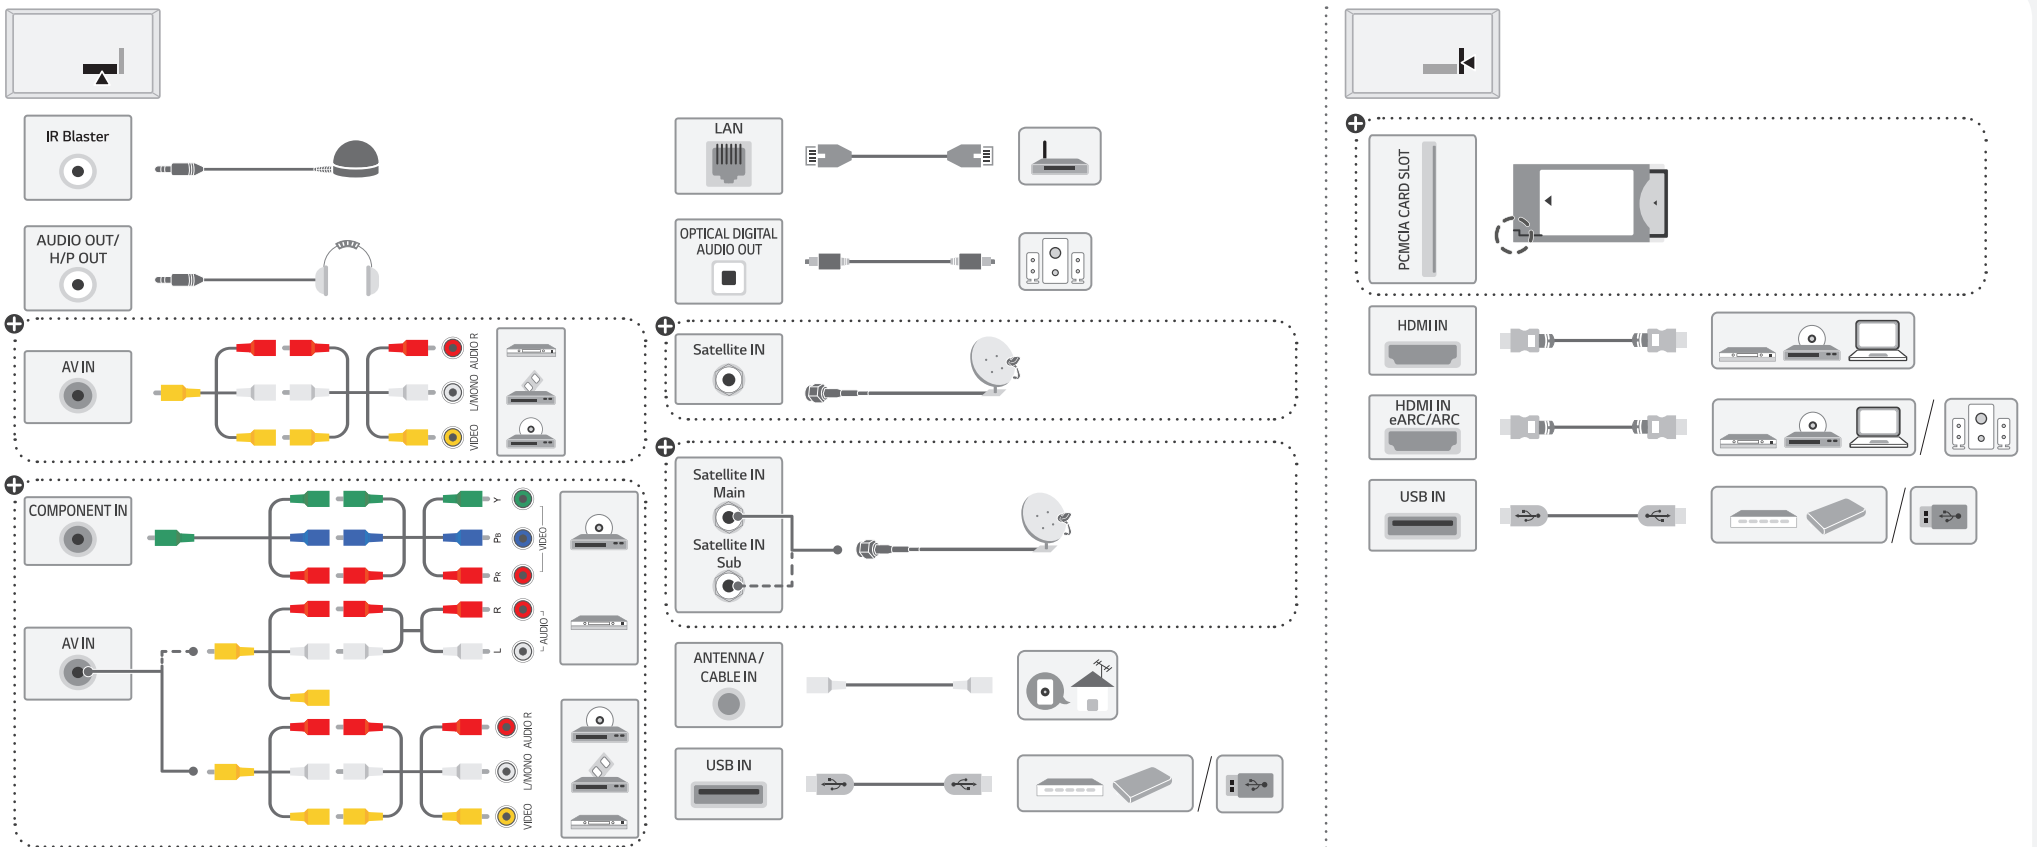 IR Blaster
AUDIO OUT/
H/P OUT
AV IN
AUDIO R
L/MONO
VIDEO
COMPONENT IN
Y
PB
PR
VIDEO
R
L
AUDIO
AV IN
AUDIO R
L/MONO
VIDEO
LAN
OPTICAL DIGITAL
AUDIO OUT
Satellite IN
Satellite IN
Main
Satellite IN
Sub
ANTENNA /
CABLE IN
USB IN
PCMCIA CARD SLOT
HDMI IN
HDMI IN
eARC/ARC
USB IN